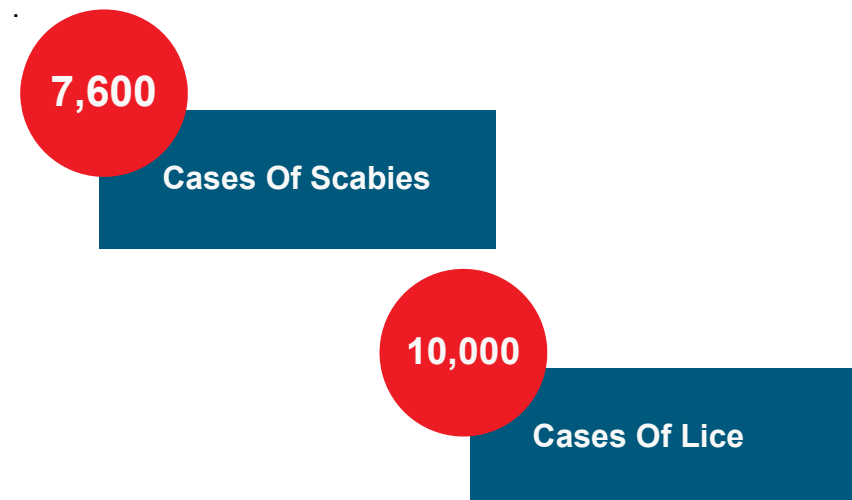 .
7,600
Cases Of Scabies
10,000
Cases Of Lice